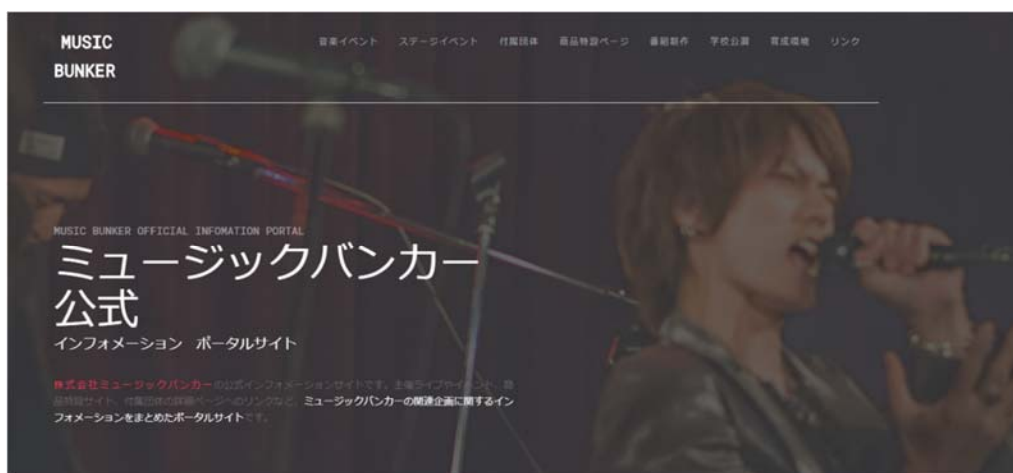 MUSIC
BUNKER
音楽イベント ステージイベント 付属団体 商品特設ページ 番組制作 学校公演 育成環境 リンク
MUSIC BUNKER OFFICIAL INFOMATION PORTAL
ミュージックバンカー
公式
インフォメーション ポータルサイト
株式会社ミュージックバンカーの公式インフォメーションサイトです。主催ライブやイベント、商
品特設サイト、付属団体の詳細ページへのリンクなど、ミュージックバンカーの関連企画に関するイン
フォメーションをまとめたポータルサイトです。